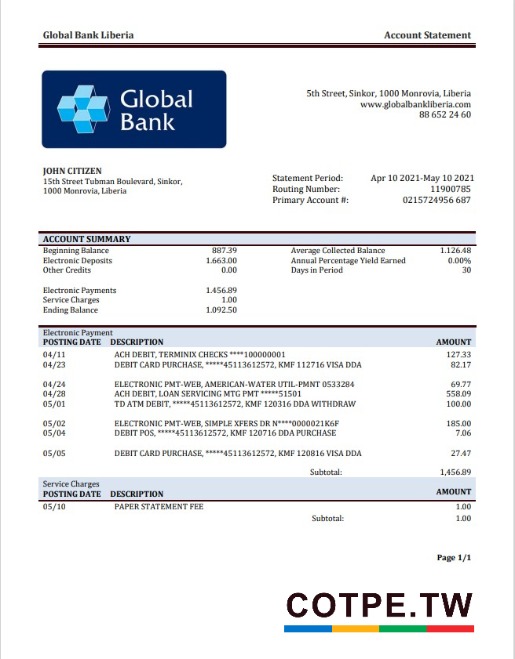 Global Bank Liberia Account Statement
Global
Bank
5th Street, Sinkor, 1000 Monrovia, Liberia
www.globalbankliberia.com
88 652 24 60
JOHN CITIZEN
15th Street Tubman Boulevard, Sinkor,
1000 Monrovia, Liberia
Statement Period: Apr 10 2021-May 10 2021
Routing Number: 11900785
Primary Account #: 0215724956 687
ACCOUNT SUMMARY
Beginning Balance 887.39 Average Collected Balance 1.126.48
Electronic Deposits 1.663.00 Annual Percentage Yield Earned 0.00%
Other Credits 0.00 Days in Period 30
Electronic Payments 1.456.89
Service Charges 1.00
Ending Balance 1.092.50
Electronic Payment
POSTING DATE DESCRIPTION AMOUNT
04/11 ACH DEBIT, TERMINIX CHECKS ****100000001 127.33
04/23 DEBIT CARD PURCHASE, *****45113612572, KMF 112716 VISA DDA 82.17
04/24 ELECTRONIC PMT-WEB, AMERICAN-WATER UTIL-PMNT 0533284 69.77
04/28 ACH DEBIT, LOAN SERVICING MTG PMT *****51501 558.09
05/01 TD ATM DEBIT, *****45113612572, KMF 120316 DDA WITHDRAW 100.00
05/02 ELECTRONIC PMT-WEB, SIMPLE XFERS DR N****0000021K6F 185.00
05/04 DEBIT POS, *****45113612572, KMF 120716 DDA PURCHASE 7.06
05/05 DEBIT CARD PURCHASE, *****45113612572, KMF 120816 VISA DDA 27.47
Subtotal: 1,456.89
Service Charges
POSTING DATE DESCRIPTION AMOUNT
05/10 PAPER STATEMENT FEE 1.00
Subtotal: 1.00
Page 1/1
COTPE.TW